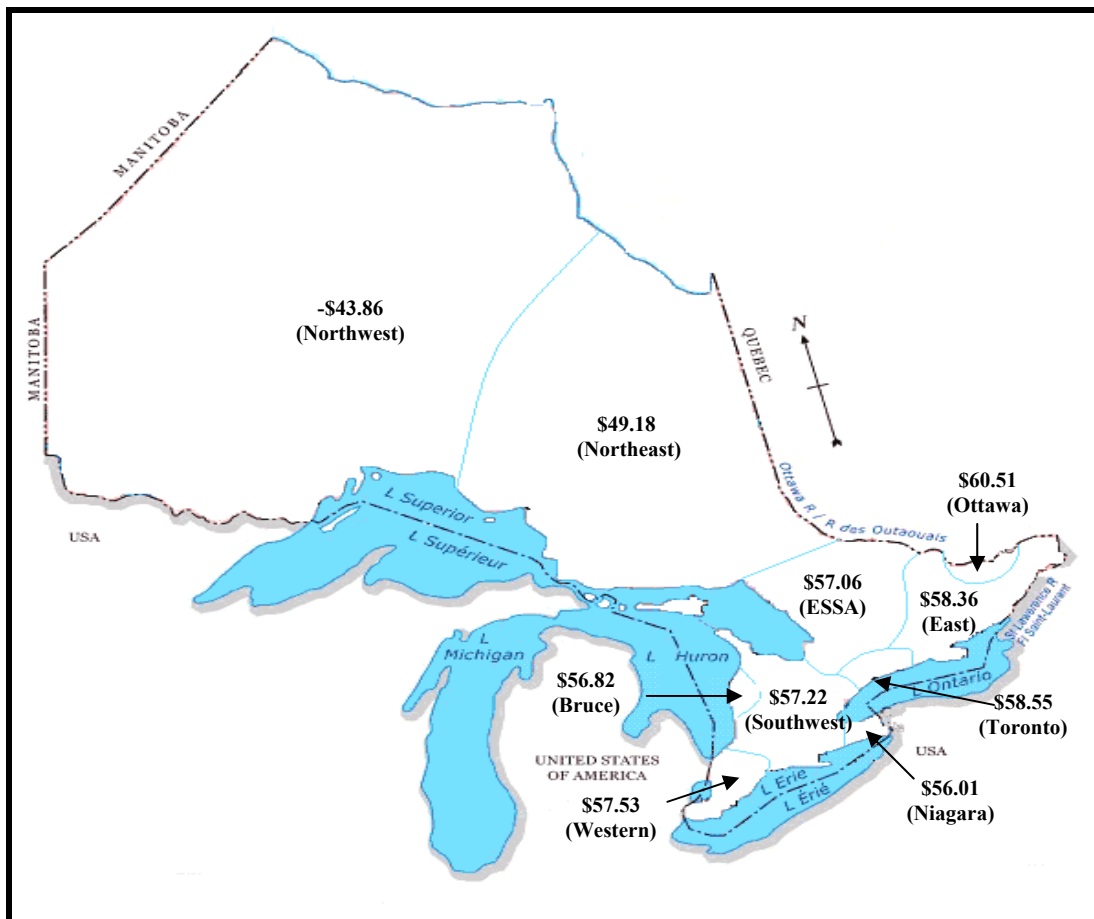 MANITOBA
MANITOBA
-$43.86
(Northwest)
N
QUEBEC
$49.18
(Northeast)
Ottawa R / R des Outaouais
$60.51
(Ottawa)
L Superior
L Supérieur
USA
$57.06
(ESSA)
$58.36
(East)
St Lawerence R
Fl Saint-Laurent
L
Michigan
L Huron
$56.82
(Bruce)
$57.22
(Southwest)
L Ontario
$58.55
(Toronto)
UNITED STATES
OF AMERICA
USA
L Erie
L Érié
$57.53
(Western)
$56.01
(Niagara)